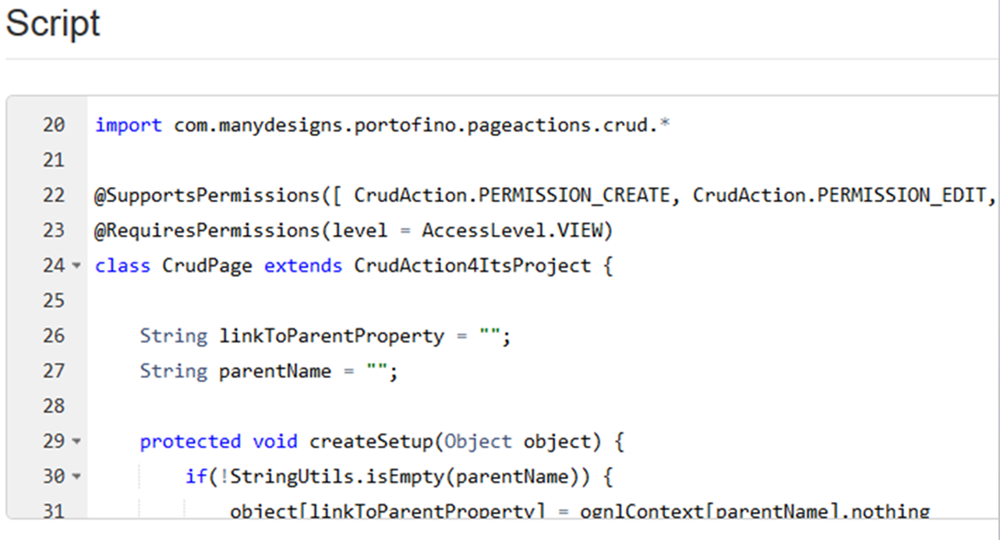 Script
20 import com.manydesigns.portofino.pageactions.crud.*
21
22 @SupportsPermissions([ CrudAction.PERMISSION_CREATE, CrudAction.PERMISSION_EDIT,
23 @RequiresPermissions(level = AccessLevel.VIEW)
24 class CrudPage extends CrudAction4ItsProject {
25
26     String linkToParentProperty = "";
27     String parentName = "";
28
29     protected void createSetup(Object object) {
30         if(!StringUtils.isEmpty(parentName)) {
31             object[linkToParentProperty] = ognlContext[parentName].nothing